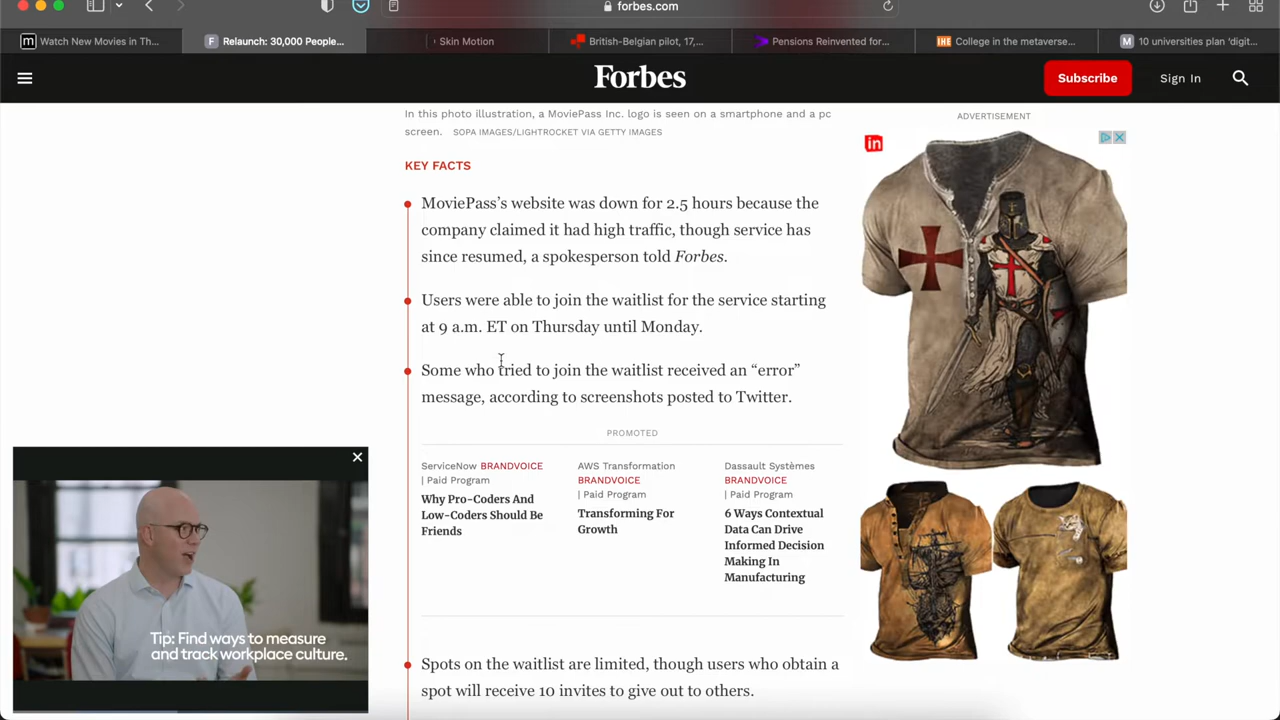 forbes.com
Watch New Movies in Th...
Relaunch: 30,000 People...
Skin Motion
British-Belgian pilot, 17,...
Pensions Reinvented for...
College in the metaverse...
10 universities plan 'digit...
Forbes
Subscribe
Sign In
In this photo illustration, a MoviePass Inc. logo is seen on a smartphone and a pc
screen. SOPA IMAGES/LIGHTROCKET VIA GETTY IMAGES
KEY FACTS
MoviePass's website was down for 2.5 hours because the
company claimed it had high traffic, though service has
since resumed, a spokesperson told Forbes.
Users were able to join the waitlist for the service starting
at 9 a.m. ET on Thursday until Monday.
Some who tried to join the waitlist received an “error”
message, according to screenshots posted to Twitter.
PROMOTED
ServiceNow BRANDVOICE
| Paid Program
Why Pro-Coders And
Low-Coders Should Be
Friends
AWS Transformation
BRANDVOICE
| Paid Program
Transforming For
Growth
Dassault Systèmes
BRANDVOICE
| Paid Program
6 Ways Contextual
Data Can Drive
Informed Decision
Making In
Manufacturing
Spots on the waitlist are limited, though users who obtain a
spot will receive 10 invites to give out to others.
ADVERTISEMENT
in
Tip: Find ways to measure
and track workplace culture.